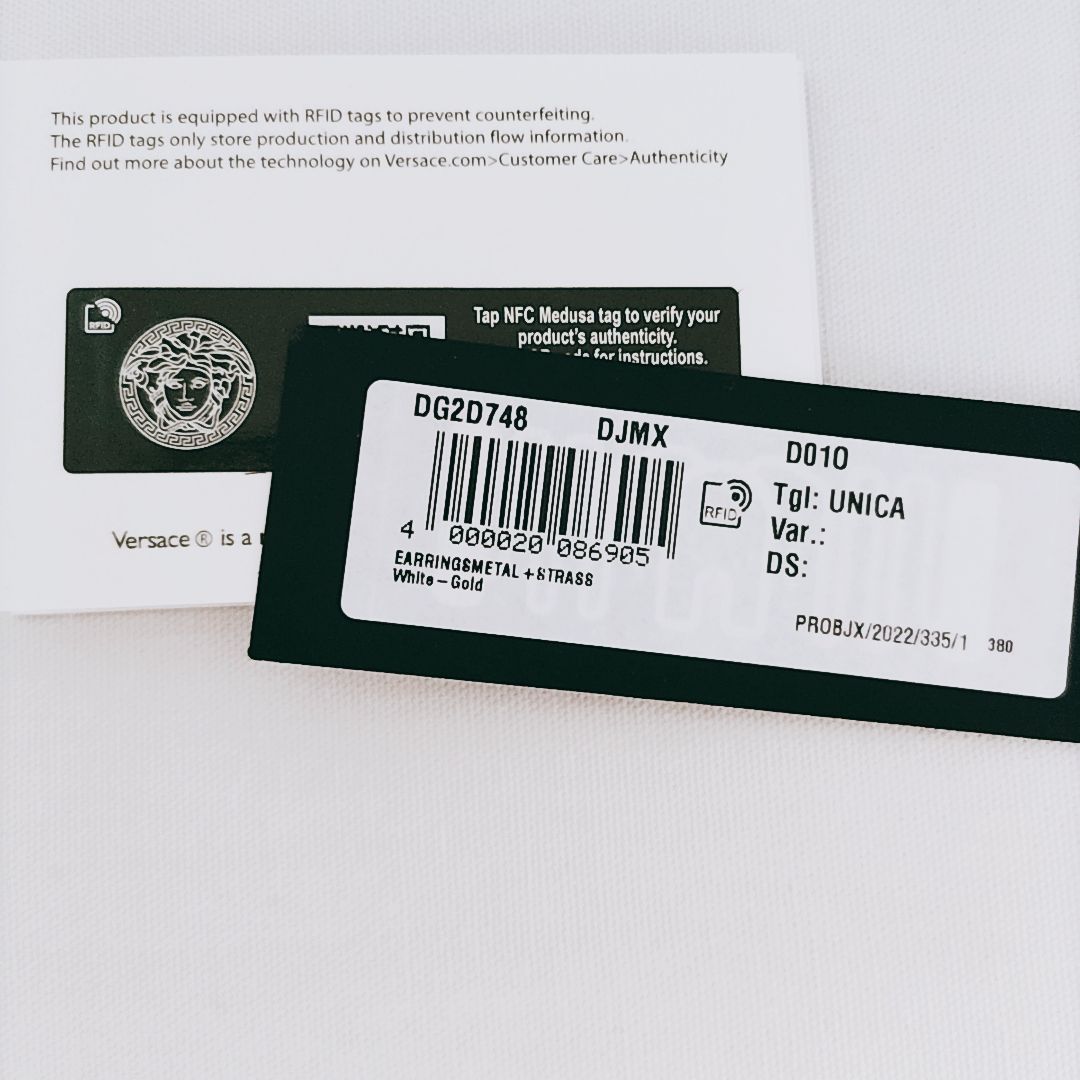 This product is equipped with RFID tags to prevent counterfeiting.
The RFID tags only store production and distribution flow information.
Find out more about the technology on Versace.com>Customer Care>Authenticity
RFID
Tap NFC Medusa tag to verify your
product's authenticity.
for instructions.
Versace ® is a
DG2D748 DJMX D010
RFID
Tgl: UNICA
Var.:
DS:
4 000020 086905
EARRINGSMETAL+STRASS
White-Gold
PROBJX/2022/335/1 380